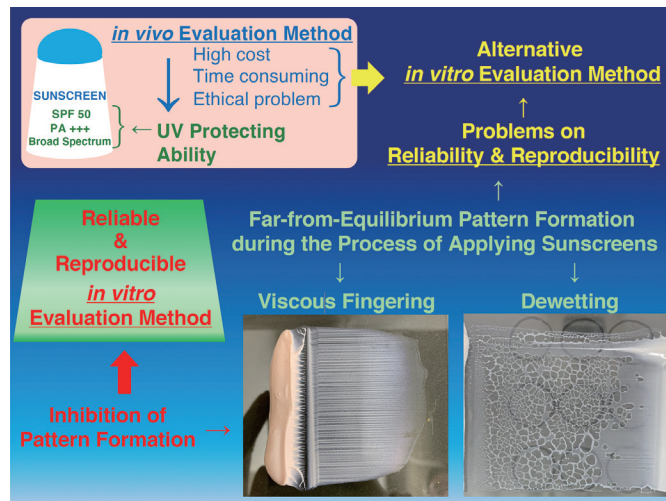 in vivo Evaluation Method
High cost
Time consuming
Ethical problem
SUNSCREEN
SPF 50
PA +++
Broad Spectrum
← UV Protecting
Ability
Alternative
in vitro Evaluation Method
↑
Problems on
Reliability & Reproducibility
↑
Far-from-Equilibrium Pattern Formation
during the Process of Applying Sunscreens
↓ ↓
Viscous Fingering
Dewetting
Reliable
&
Reproducible
in vitro
Evaluation Method
Inhibition of
Pattern Formation →